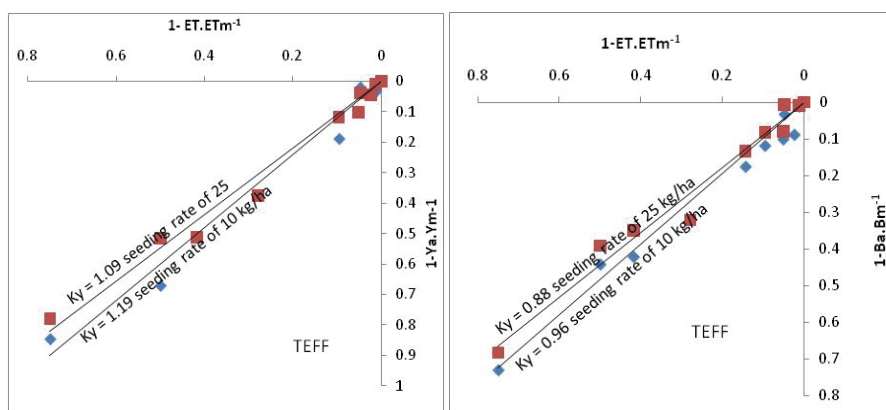 1- ET.ETm-1
0.8 0.6 0.4 0.2 0
0
0.1
0.2
0.3
0.4
0.5
0.6
0.7
0.8
0.9
1
1-Ya.Ym-1
Ky = 1.09 seeding rate of 25
Ky = 1.19 seeding rate of 10 kg/ha
TEFF
1-ET.ETm-1
0.8 0.6 0.4 0.2 0
0
0.1
0.2
0.3
0.4
0.5
0.6
0.7
0.8
1-Ba.Bm-1
Ky = 0.88 seeding rate of 25 kg/ha
Ky = 0.96 seeding rate of 10 kg/ha
TEFF